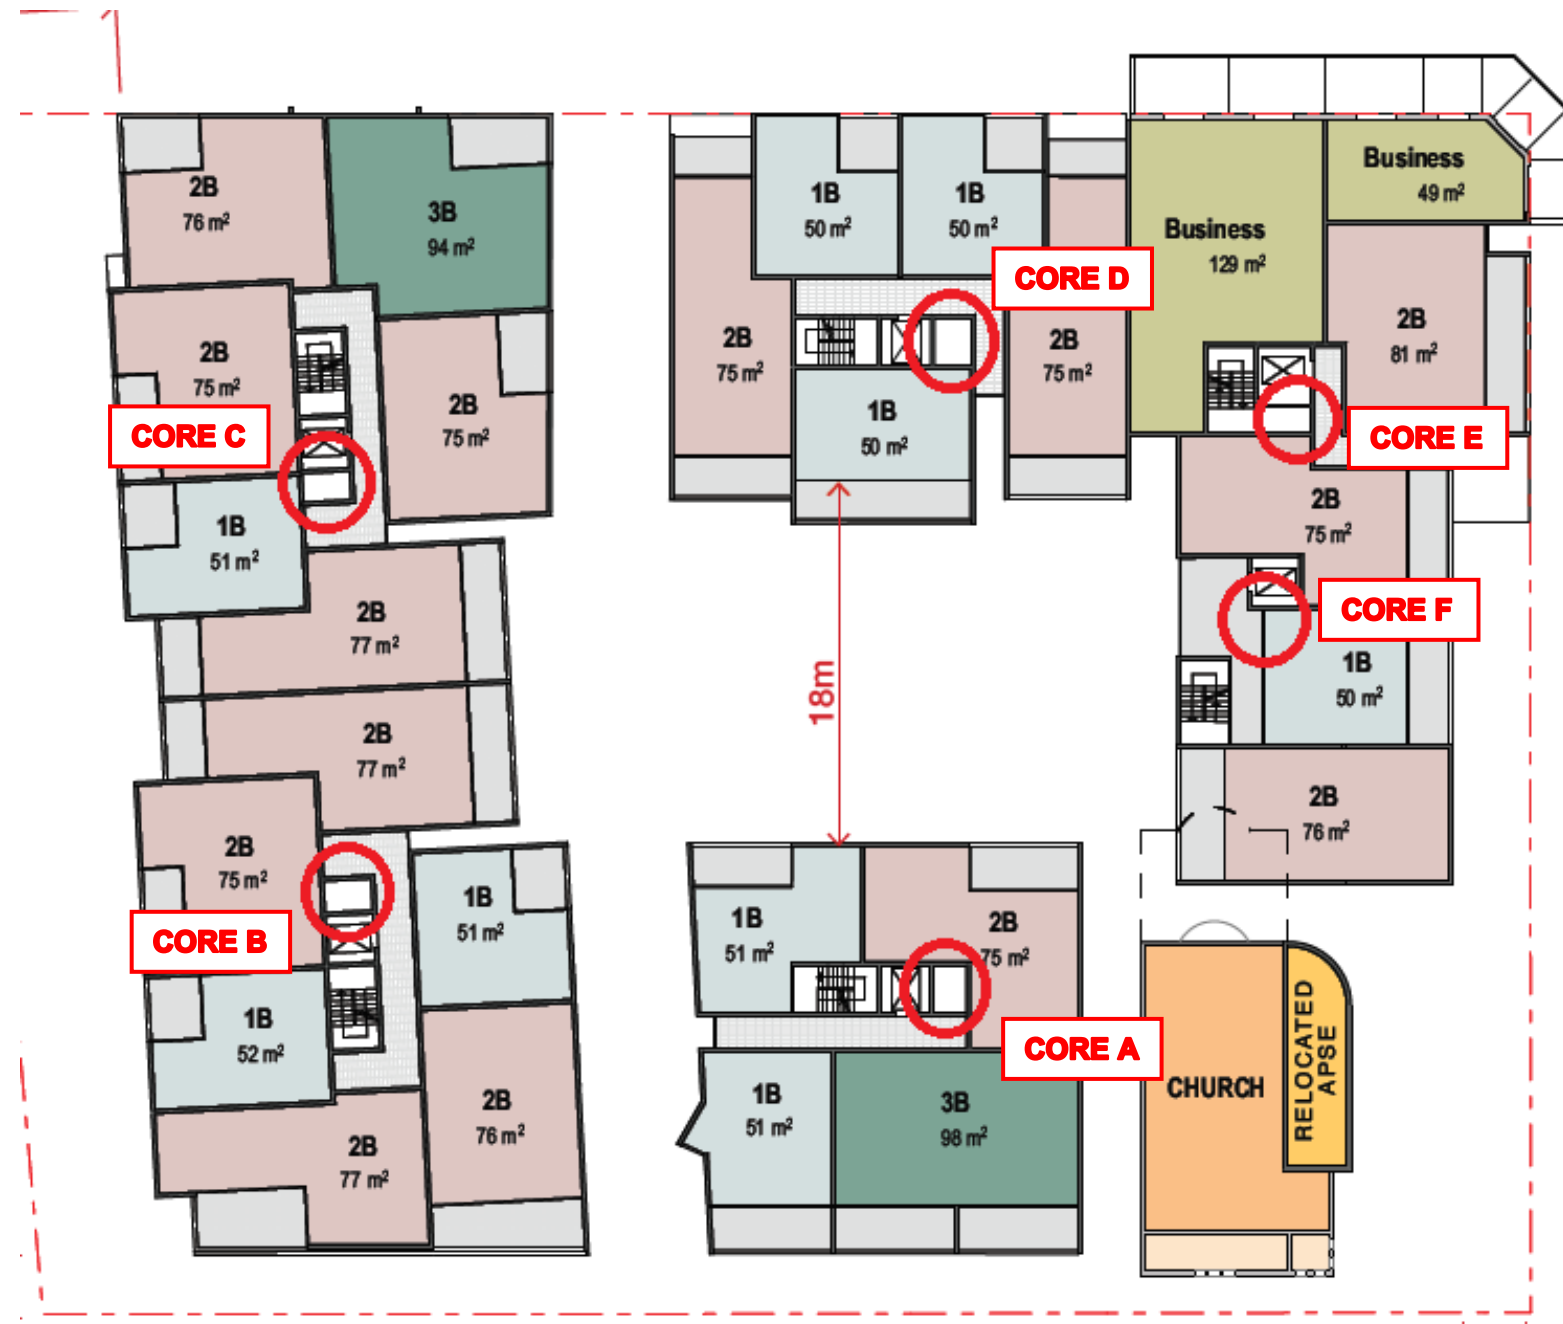 2B
76 m²
3B
94 m²
2B
75 m²
CORE C
2B
75 m²
1B
51 m²
2B
77 m²
2B
77 m²
2B
75 m²
CORE B
1B
51 m²
1B
52 m²
2B
76 m²
2B
77 m²
1B
50 m²
1B
50 m²
CORE D
2B
75 m²
2B
75 m²
1B
50 m²
18m
Business
49 m²
Business
129 m²
2B
81 m²
CORE E
2B
75 m²
CORE F
1B
50 m²
2B
76 m²
1B
51 m²
2B
75 m²
CORE A
1B
51 m²
3B
98 m²
CHURCH
RELOCATED
APSE